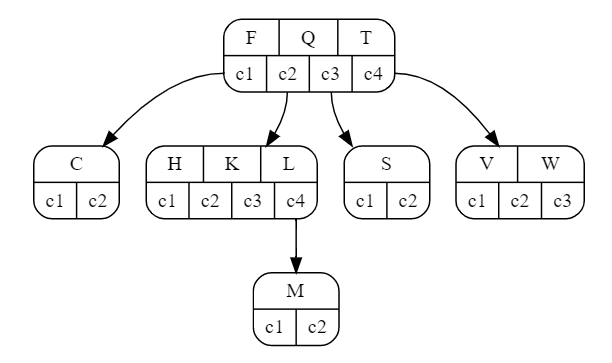 F Q T
c1 c2 c3 c4
C
c1 c2
H K L
c1 c2 c3 c4
S
c1 c2
V W
c1 c2 c3
M
c1 c2